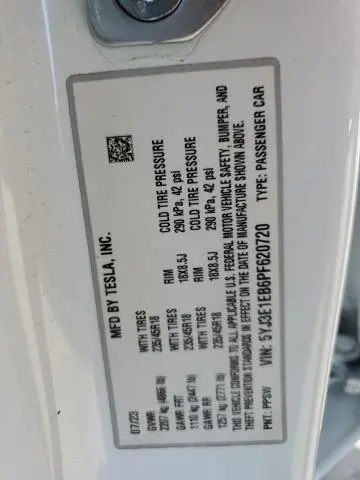 MFD BY TESLA, INC.
07/23
GVWR WITH TIRES RIM COLD TIRE PRESSURE
2207 kg (4866 lb) 235/45R18 18X8.5J 290 kPa, 42 psi
GAWR FRT WITH TIRES RIM COLD TIRE PRESSURE
1110 kg (2447 lb) 235/45R18 18X8.5J 290 kPa, 42 psi
GAWR RR
1257 kg (2771 lb)
THIS VEHICLE CONFORMS TO ALL APPLICABLE U.S. FEDERAL MOTOR VEHICLE SAFETY, BUMPER, AND
THEFT PREVENTION STANDARDS IN EFFECT ON THE DATE OF MANUFACTURE SHOWN ABOVE.
VIN: 5YJ3E1EB6PF620720 TYPE: PASSENGER CAR
PNT: PPSW